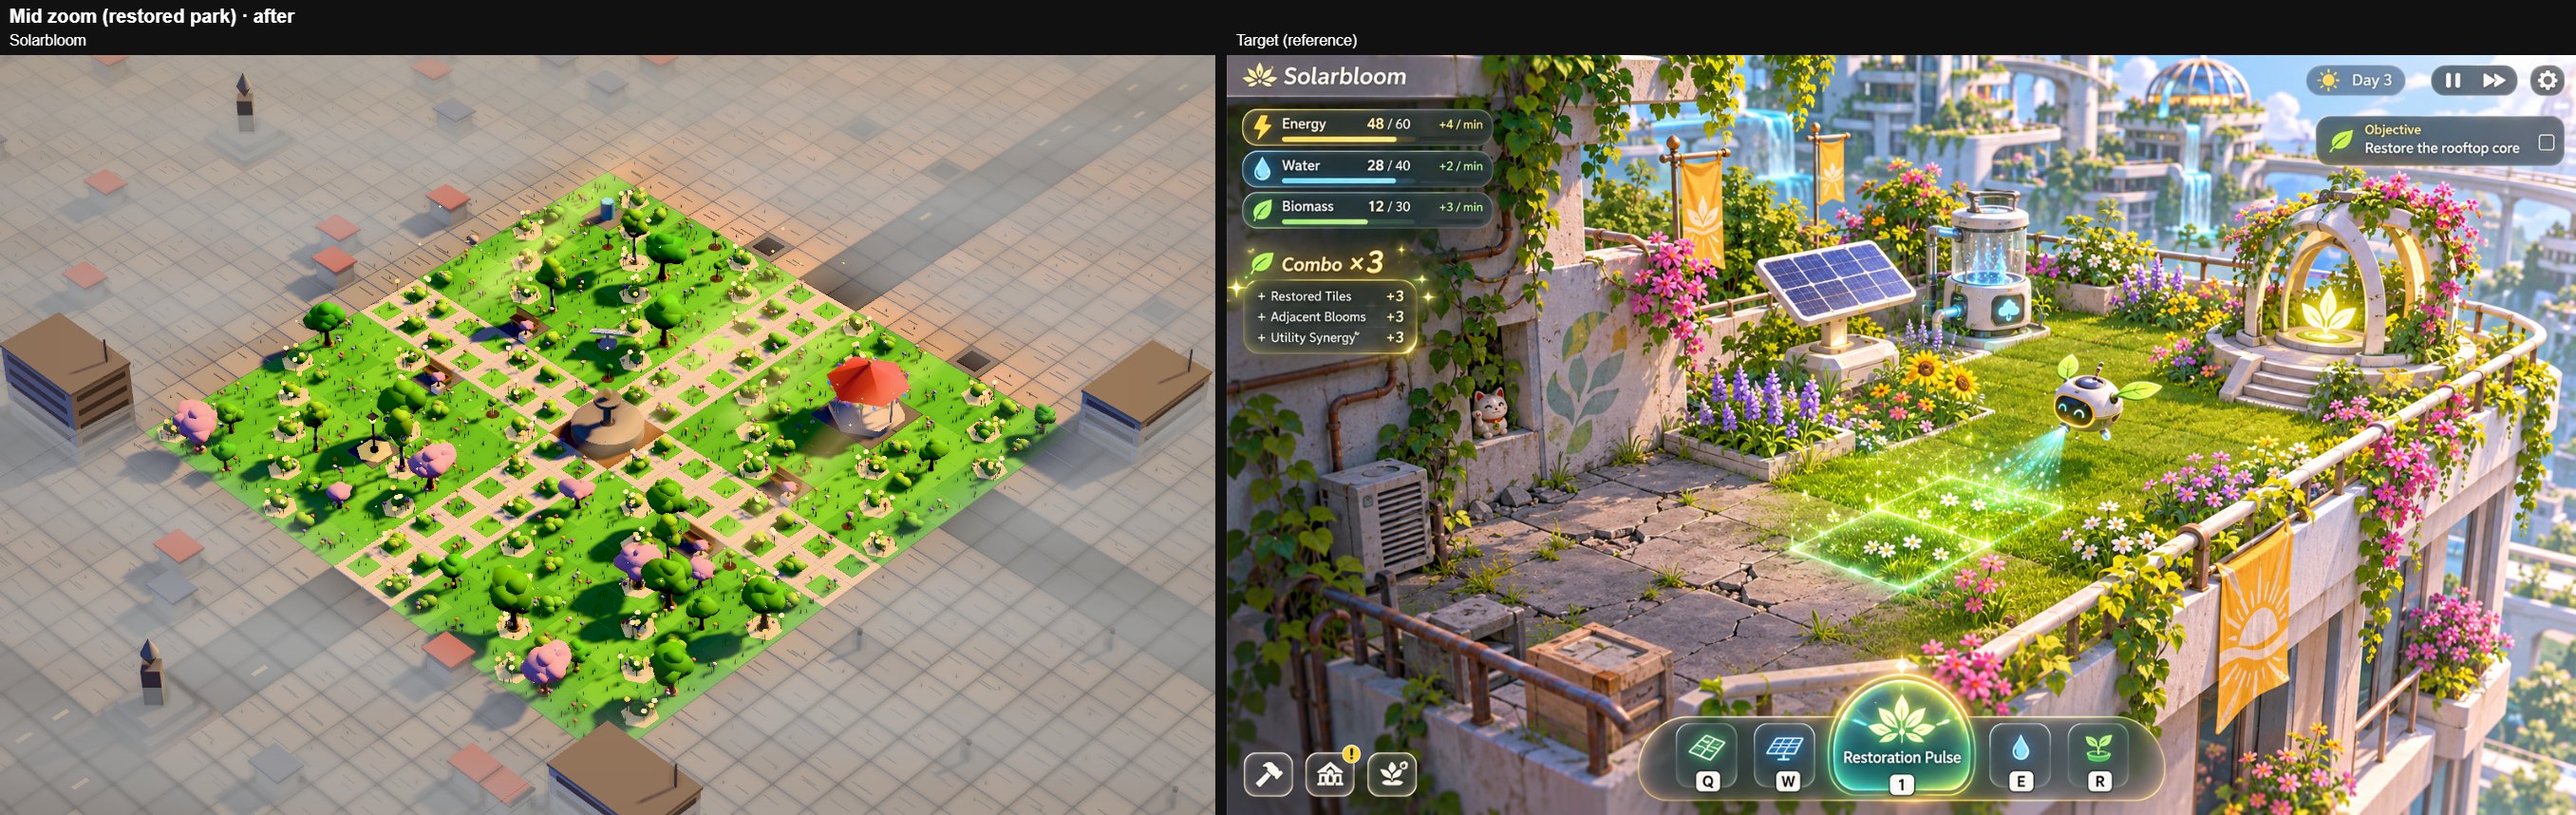 Mid zoom (restored park) · after
Solarbloom
Target (reference)
Solarbloom
Energy 48 / 60 +4 / min
Water 28 / 40 +2 / min
Biomass 12 / 30 +3 / min
Combo ×3
+ Restored Tiles +3
+ Adjacent Blooms +3
+ Utility Synergy +3
Day 3
Objective
Restore the rooftop core
!
Restoration Pulse
Q W 1 E R